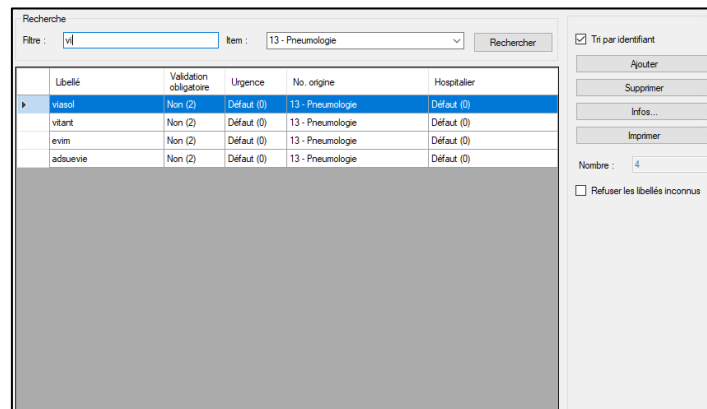 Recherche
Filtre : vi Item : 13 - Pneumologie Rechercher
Libellé Validation obligatoire Urgence No. origine Hospitalier
viasol Non (2) Défaut (0) 13 - Pneumologie Défaut (0)
vitant Non (2) Défaut (0) 13 - Pneumologie Défaut (0)
evim Non (2) Défaut (0) 13 - Pneumologie Défaut (0)
adsuevie Non (2) Défaut (0) 13 - Pneumologie Défaut (0)
Tri par identifiant
Ajouter
Supprimer
Infos...
Imprimer
Nombre : 4
Refuser les libellés inconnus